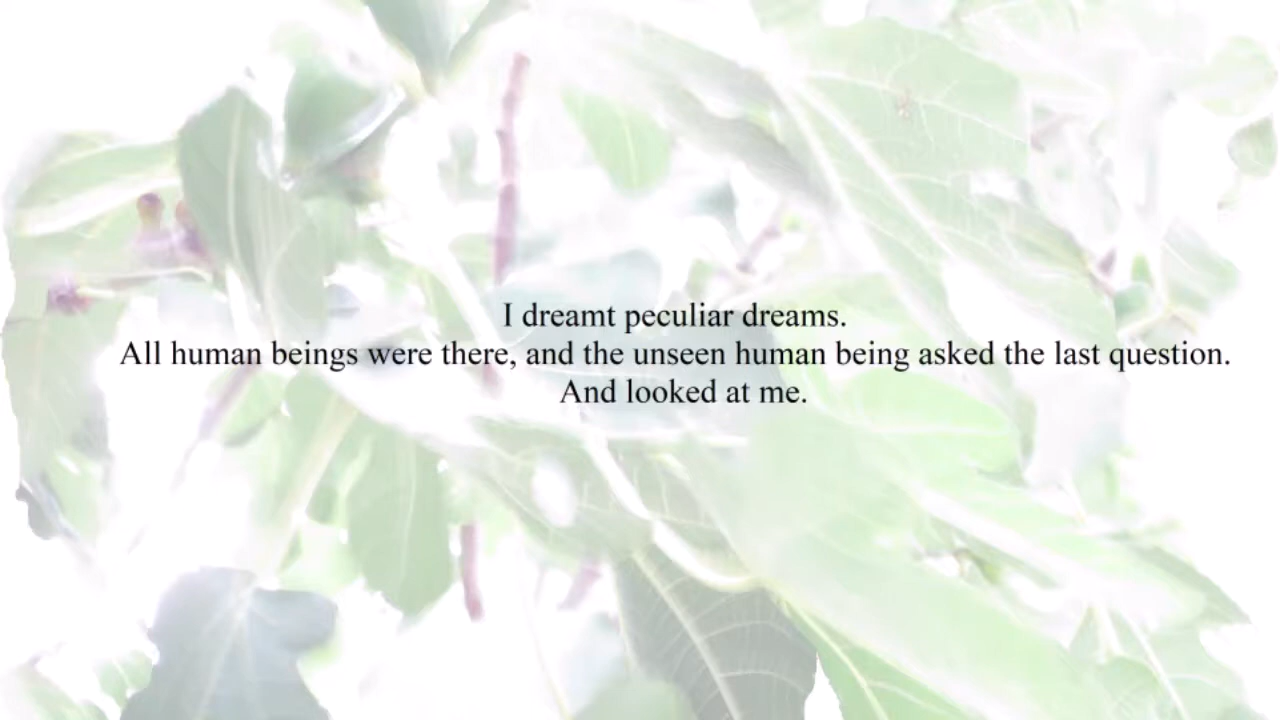 I dreamt peculiar dreams.
All human beings were there, and the unseen human being asked the last question.
And looked at me.